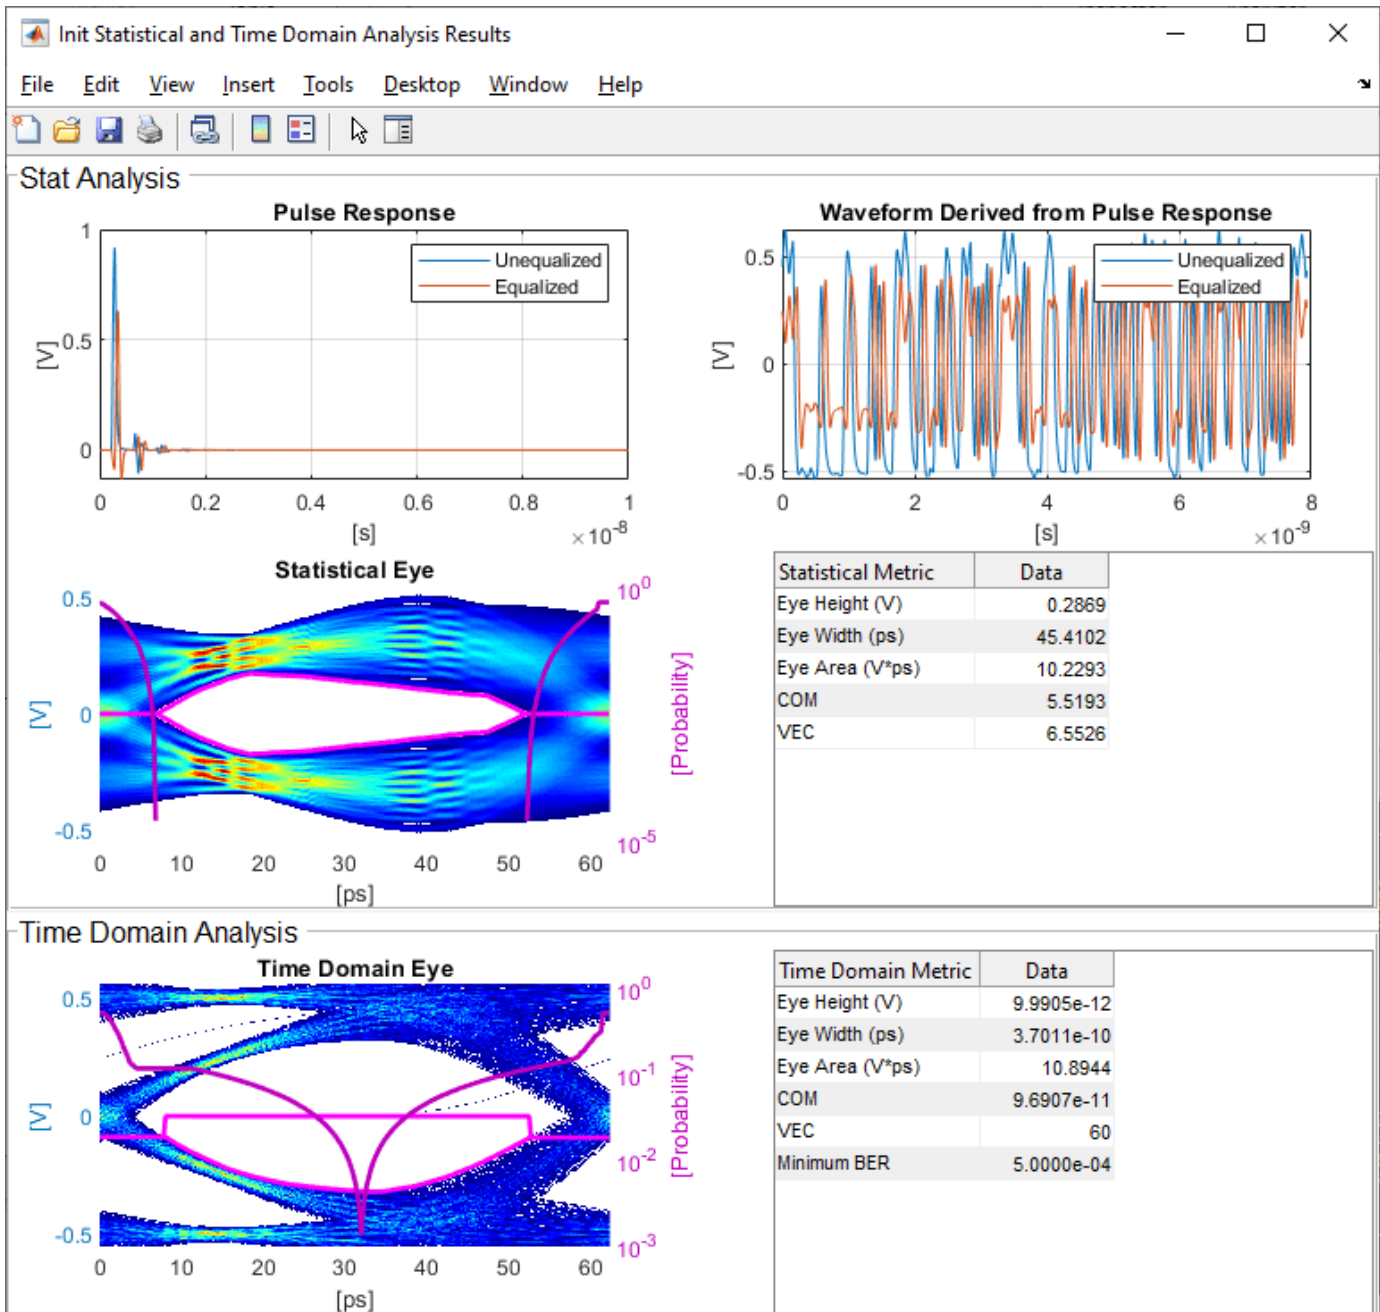 Init Statistical and Time Domain Analysis Results
File Edit View Insert Tools Desktop Window Help
Stat Analysis
Pulse Response
1
0.5
0
[V]
Unequalized
Equalized
0 0.2 0.4 0.6 0.8 1
[s]
×10-8
Waveform Derived from Pulse Response
0.5
0
-0.5
[V]
Unequalized
Equalized
0 2 4 6 8
[s]
×10-9
Statistical Eye
0.5
0
-0.5
[V]
100
10-5
[Probability]
0 10 20 30 40 50 60
[ps]
Statistical Metric Data
Eye Height (V) 0.2869
Eye Width (ps) 45.4102
Eye Area (V*ps) 10.2293
COM 5.5193
VEC 6.5526
Time Domain Analysis
Time Domain Eye
0.5
0
-0.5
[V]
100
10-1
10-2
10-3
[Probability]
0 10 20 30 40 50 60
[ps]
Time Domain Metric Data
Eye Height (V) 9.9905e-12
Eye Width (ps) 3.7011e-10
Eye Area (V*ps) 10.8944
COM 9.6907e-11
VEC 60
Minimum BER 5.0000e-04